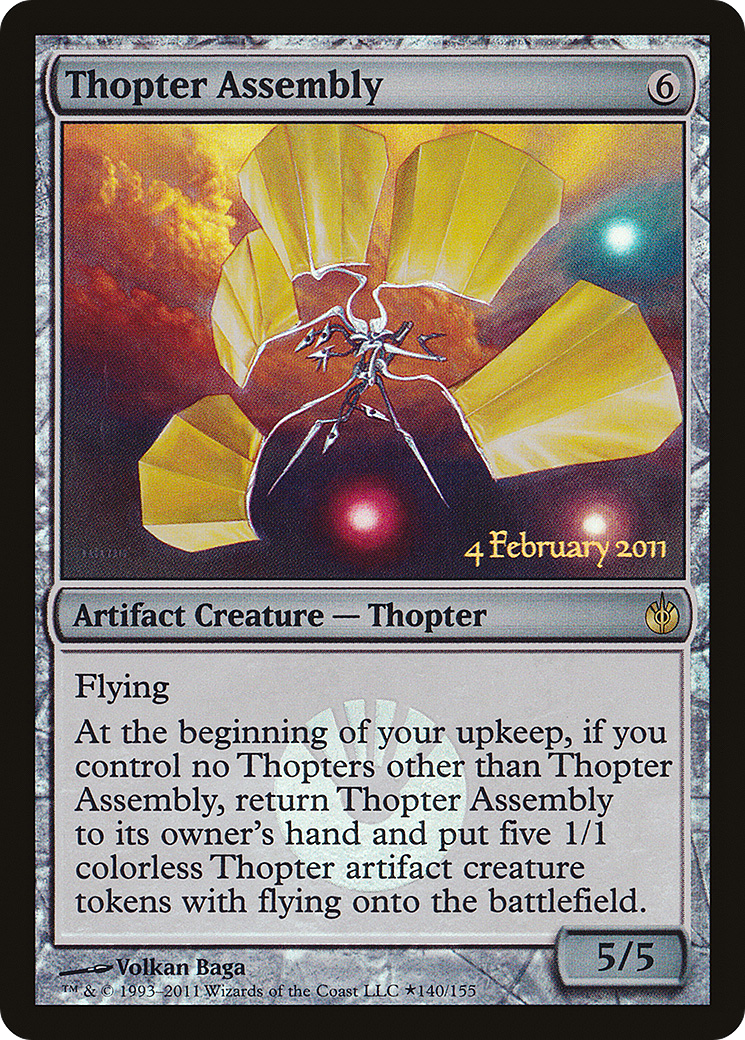 Thopter Assembly 6
4 February 2011
Artifact Creature — Thopter
Flying
At the beginning of your upkeep, if you
control no Thopters other than Thopter
Assembly, return Thopter Assembly
to its owner's hand and put five 1/1
colorless Thopter artifact creature
tokens with flying onto the battlefield.
5/5
Volkan Baga
™ & © 1993–2011 Wizards of the Coast LLC ★140/155